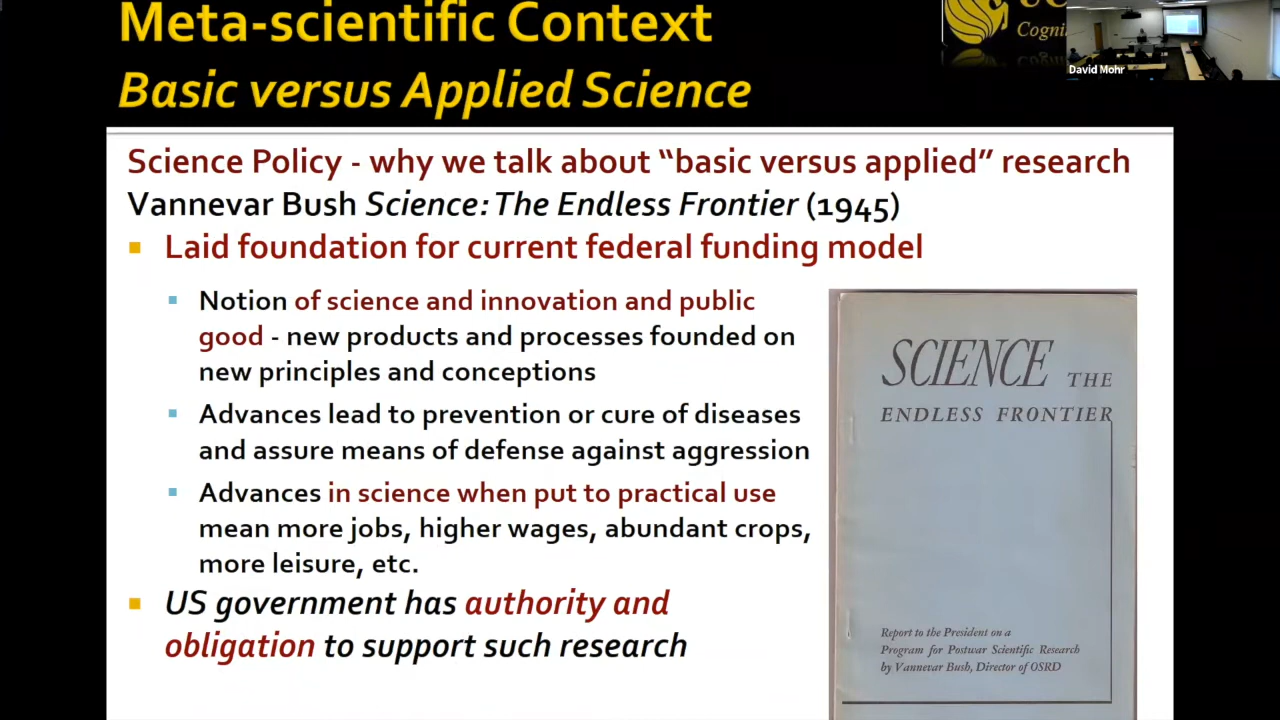 Meta-scientific Context
Basic versus Applied Science
Cogni
David Mohr
Science Policy - why we talk about “basic versus applied” research
Vannevar Bush Science: The Endless Frontier (1945)
Laid foundation for current federal funding model
Notion of science and innovation and public
good - new products and processes founded on
new principles and conceptions
Advances lead to prevention or cure of diseases
and assure means of defense against aggression
Advances in science when put to practical use
mean more jobs, higher wages, abundant crops,
more leisure, etc.
US government has authority and
obligation to support such research
SCIENCE THE
ENDLESS FRONTIER
Report to the President on a
Program for Postwar Scientific Research
by Vannevar Bush, Director of OSRD